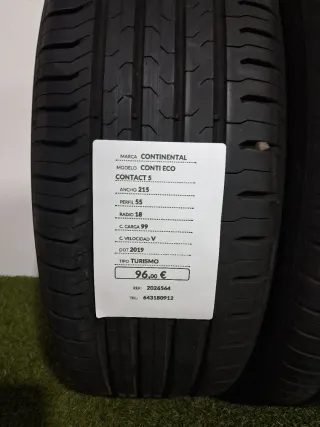 MARCA CONTINENTAL
MODELO CONTI ECO
CONTACT 5
ANCHO 215
PERFIL 55
RADIO 18
C. CARGA 99
C. VELOCIDAD V
DOT 2019
TIPO TURISMO
96,00 €
REF: 2026564
TEL: 643180913